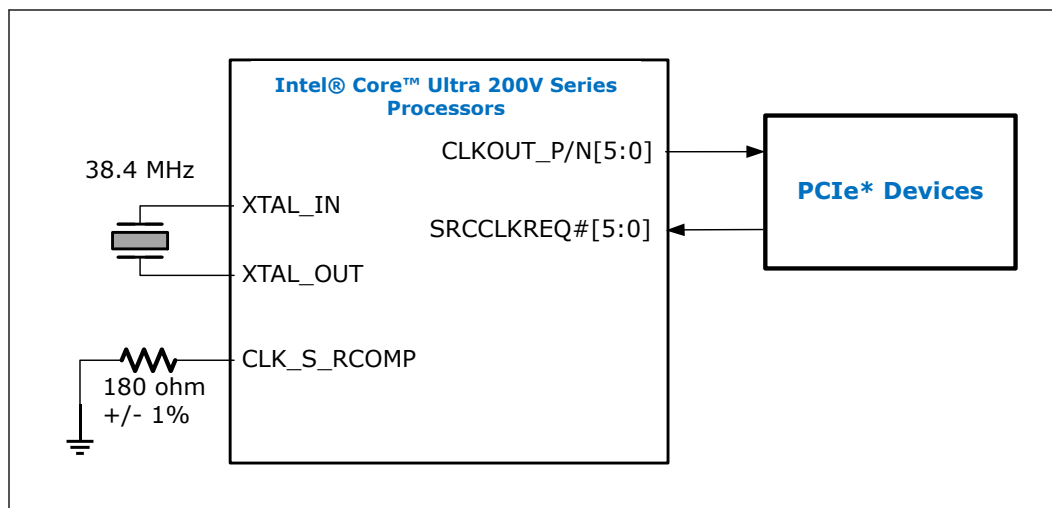 Intel® Core™ Ultra 200V Series
Processors
CLKOUT_P/N[5:0]
38.4 MHz
PCIe* Devices
XTAL_IN
SRCCLKREQ#[5:0]
XTAL_OUT
CLK_S_RCOMP
180 ohm
+/- 1%